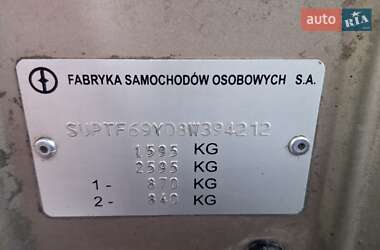 auto RIA
FABRYKA SAMOCHODÓW OSOBOWYCH S.A.
SUPTF69YD8W394212
1595 KG
2595 KG
1 - 870 KG
2 - 840 KG